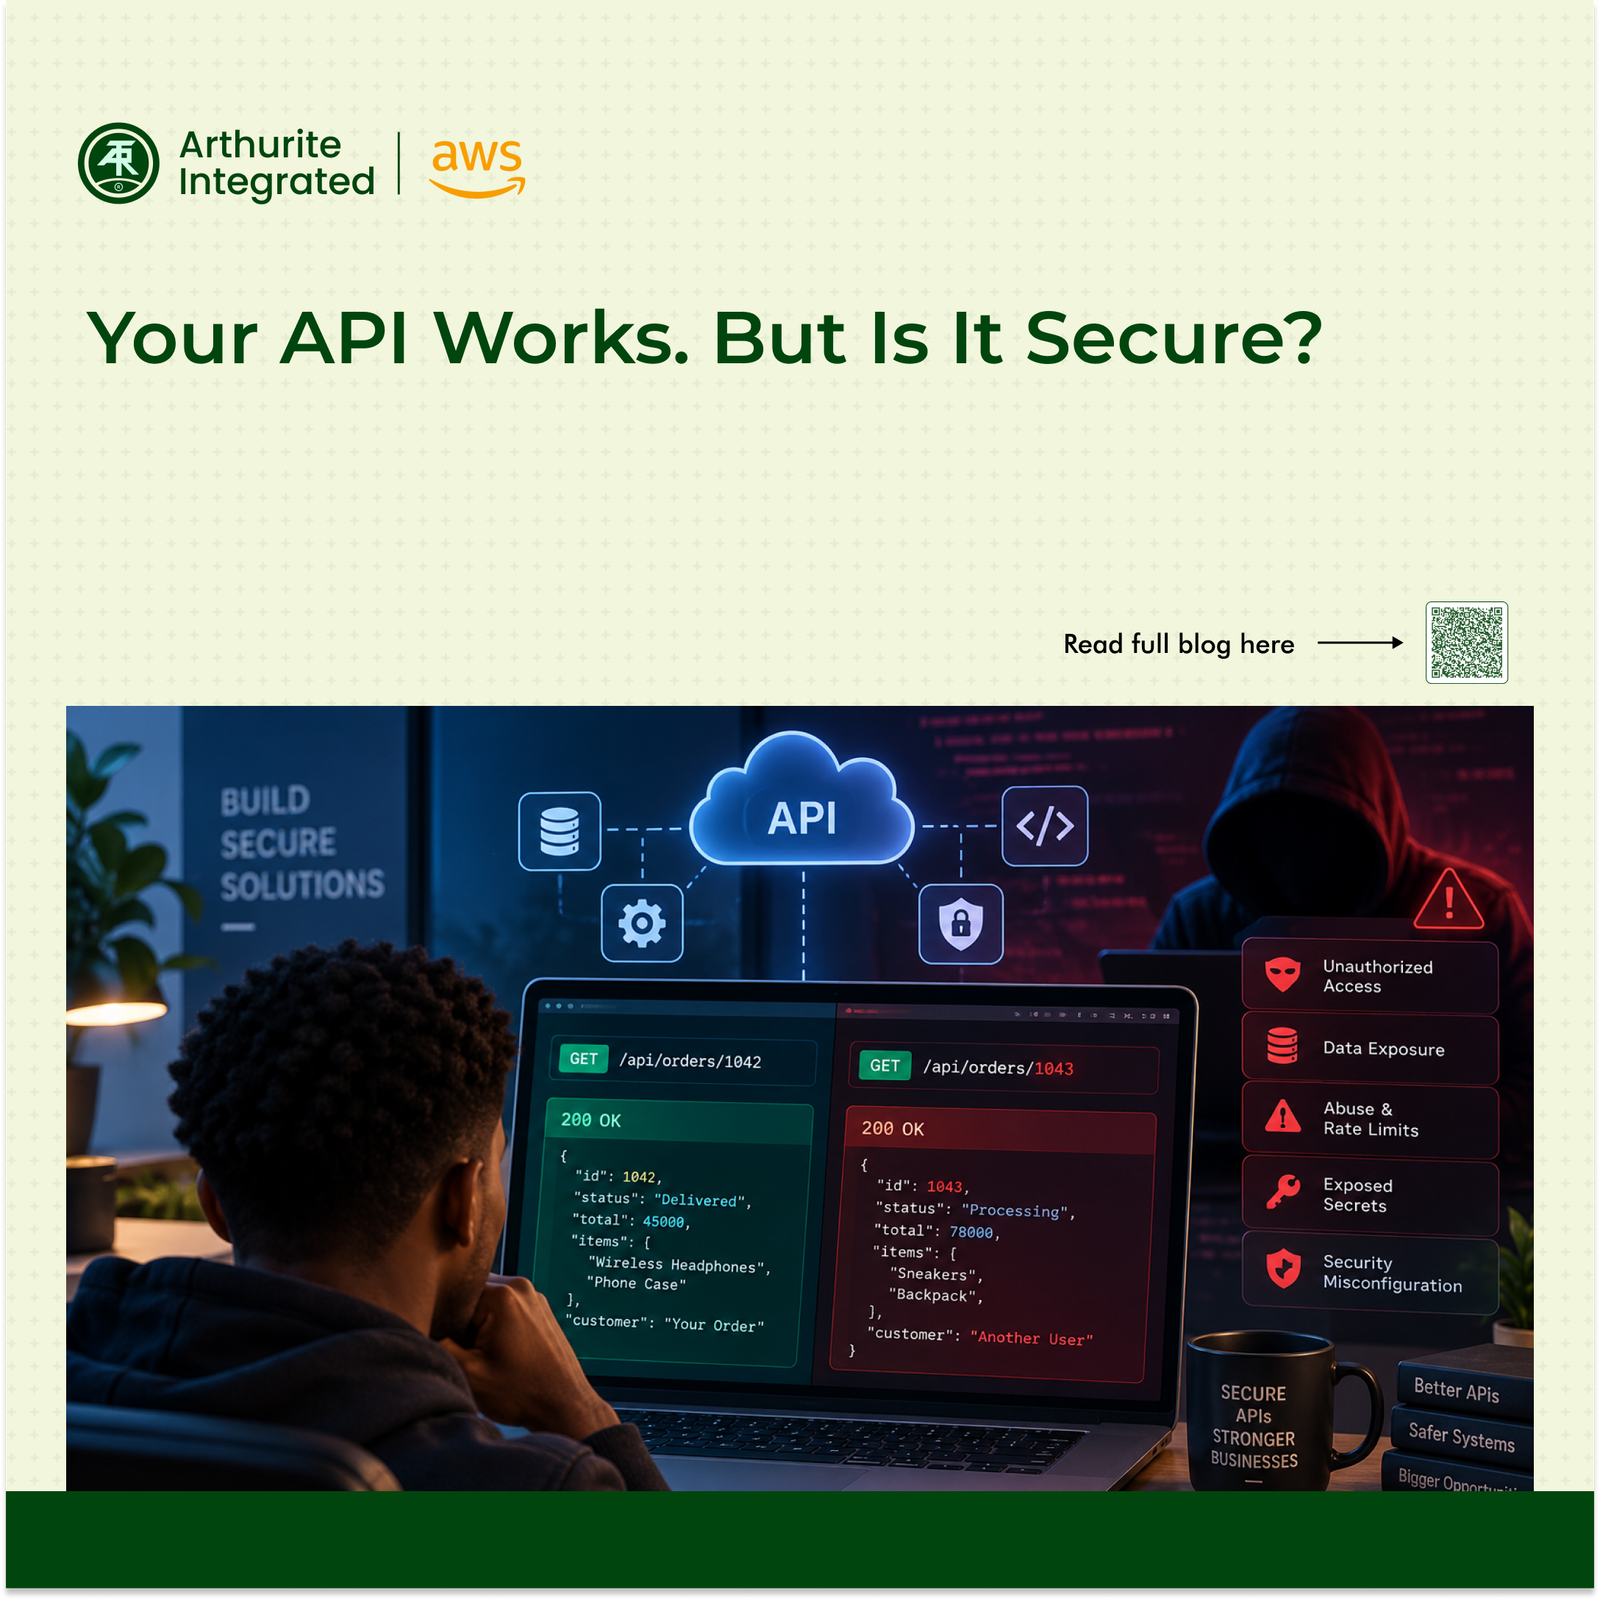 Arthurite
Integrated
aws
Your API Works. But Is It Secure?
Read full blog here
BUILD
SECURE
SOLUTIONS
API
</>
GET /api/orders/1042
200 OK
{
"id": 1042,
"status": "Delivered",
"total": 45000,
"items": [
"Wireless Headphones",
"Phone Case"
],
"customer": "Your Order"
GET /api/orders/1043
200 OK
{
"id": 1043,
"status": "Processing",
"total": 78000,
"items": [
"Sneakers",
"Backpack",
],
"customer": "Another User"
}
Unauthorized
Access
Data Exposure
Abuse &
Rate Limits
Exposed
Secrets
Security
Misconfiguration
SECURE
APIs
STRONGER
BUSINESSES
Better APis
Safer Systems
Bigger